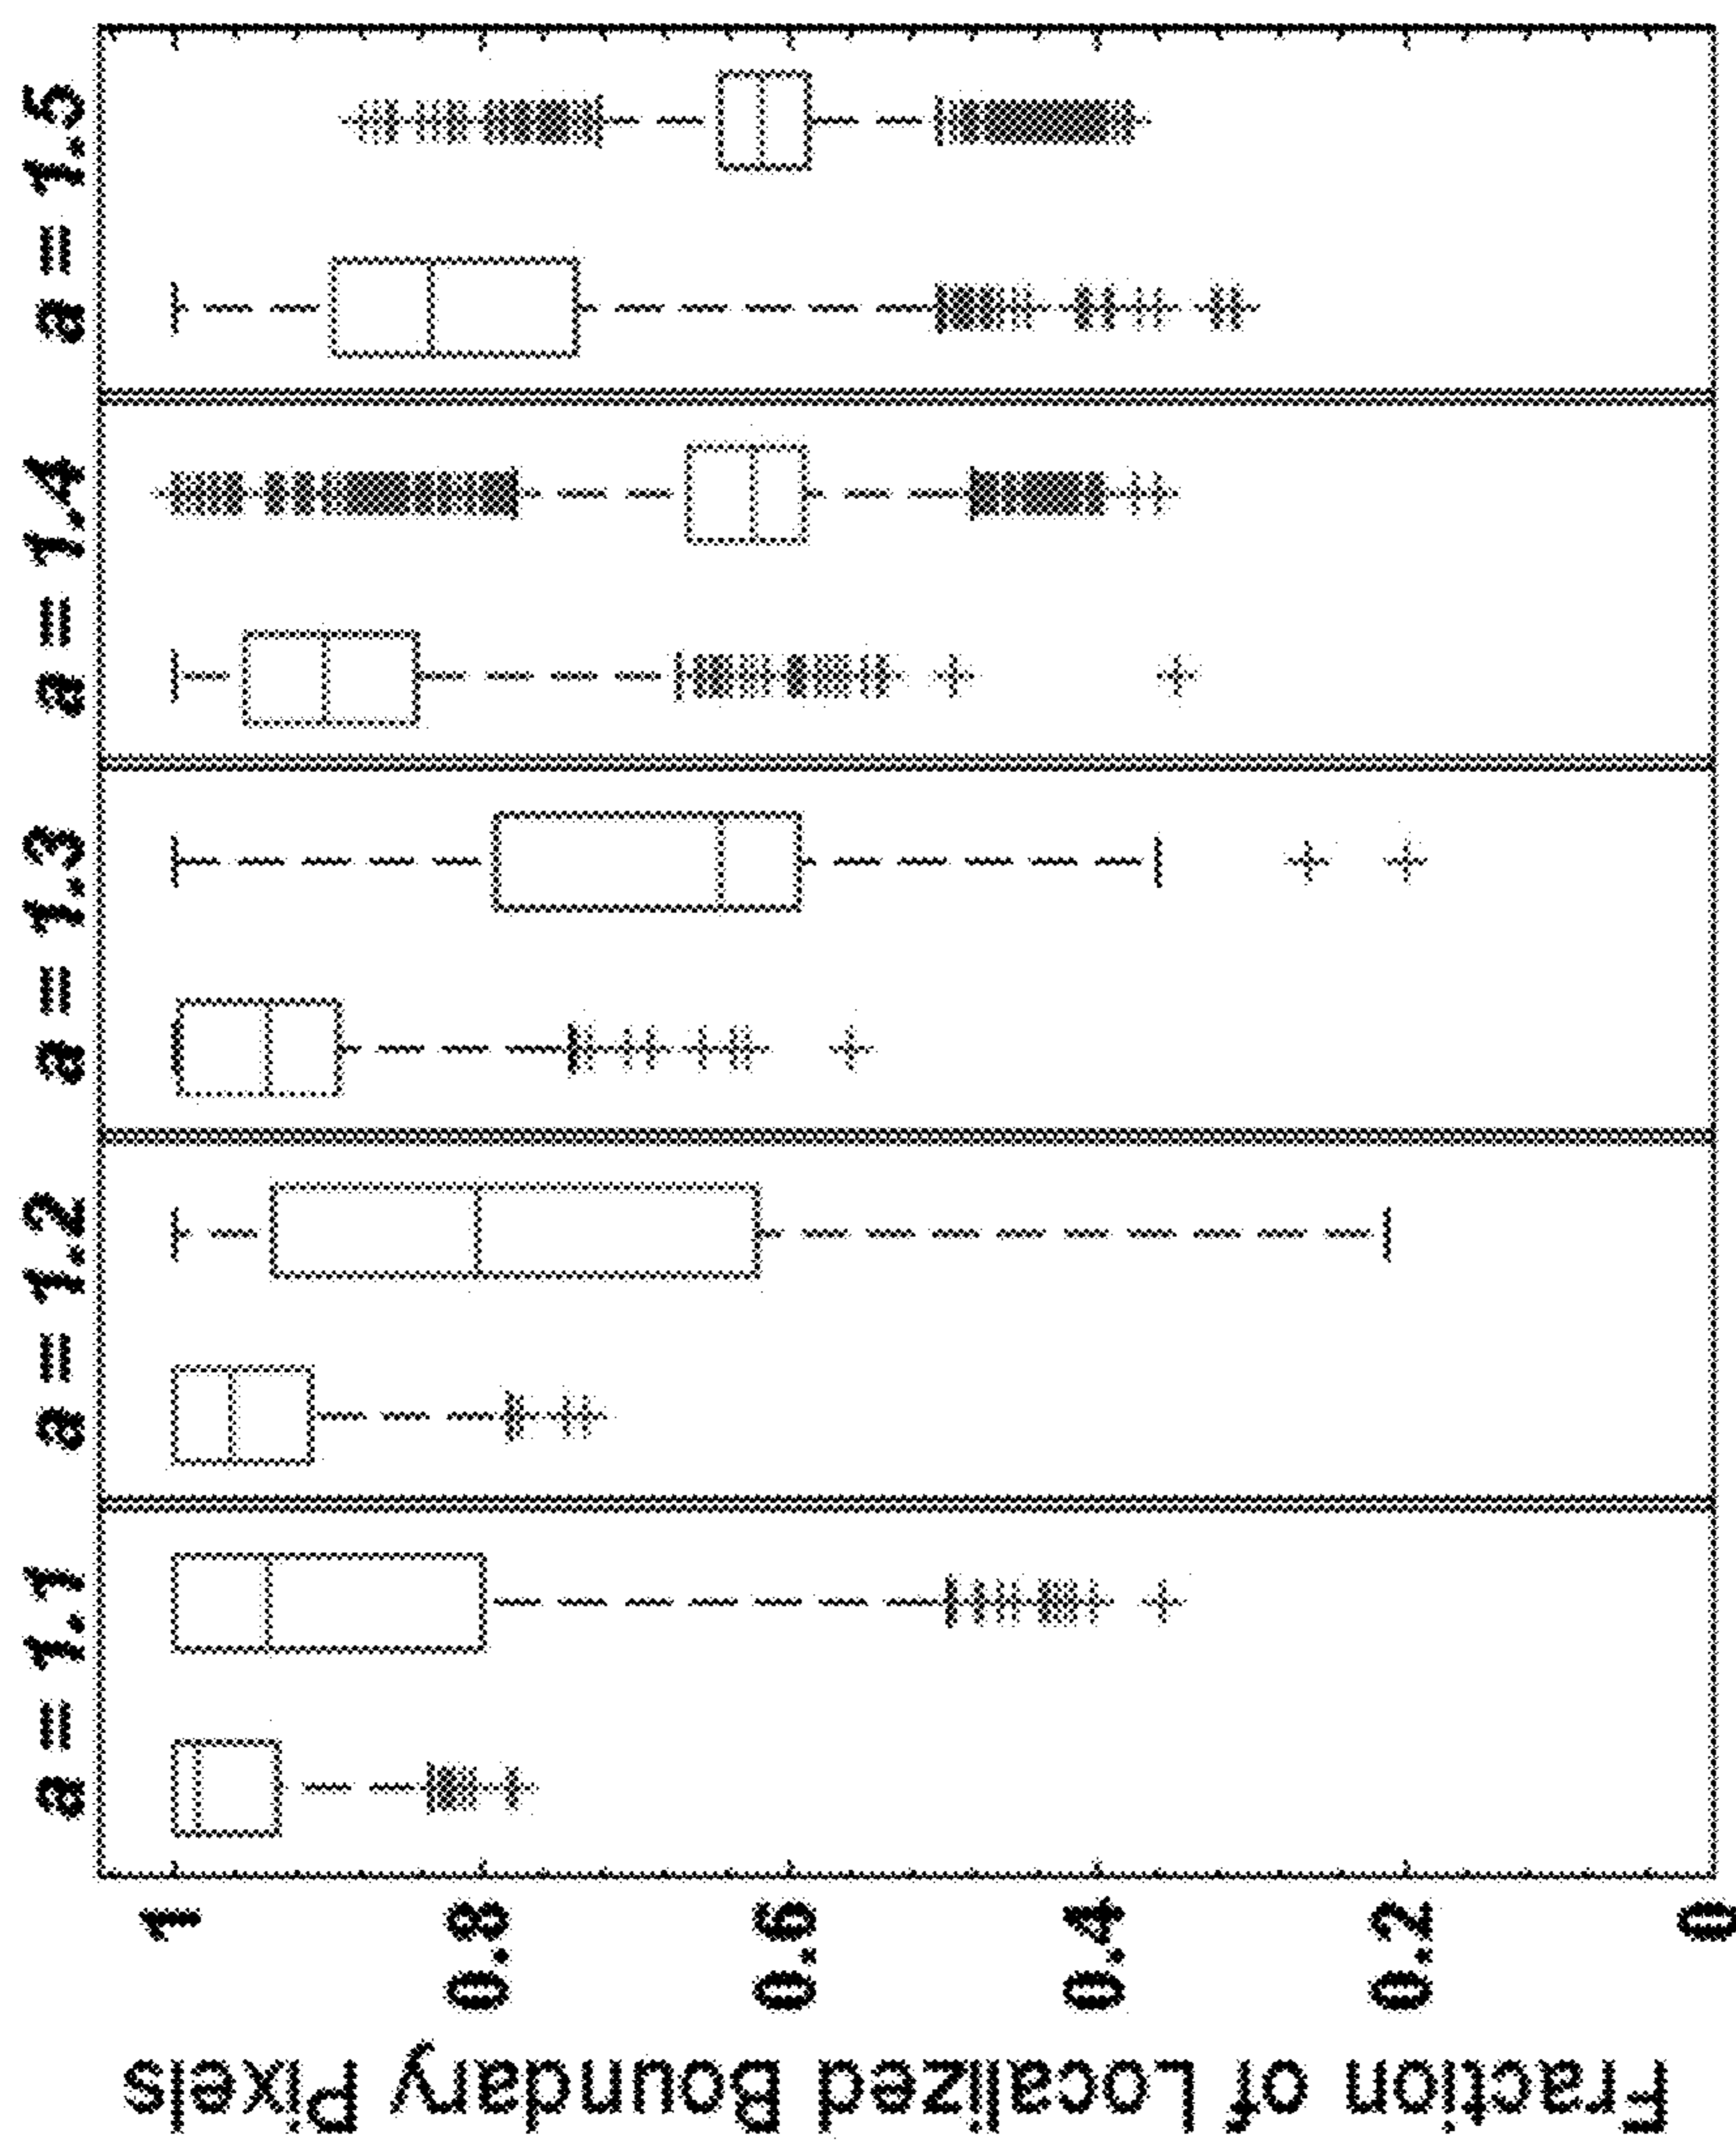 a = 1.1
a = 1.2
a = 1.3
a = 1.4
a = 1.5
Fraction of Localized Boundary Pixels
1
0.8
0.6
0.4
0.2
0